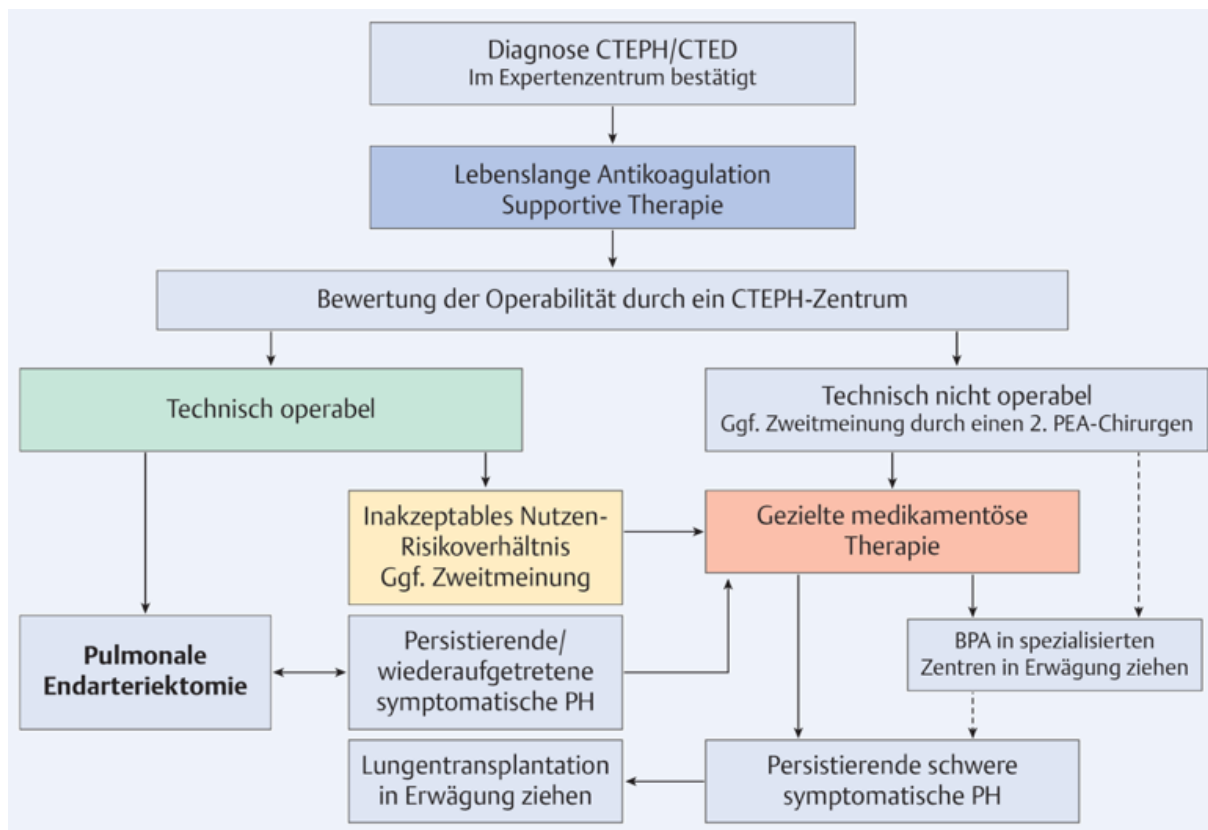 Diagnose CTEPH/CTED
Im Expertenzentrum bestätigt
Lebenslange Antikoagulation
Supportive Therapie
Bewertung der Operabilität durch ein CTEPH-Zentrum
Technisch operabel
Technisch nicht operabel
Ggf. Zweitmeinung durch einen 2. PEA-Chirurgen
Inakzeptables Nutzen-
Risikoverhältnis
Ggf. Zweitmeinung
Gezielte medikamentöse
Therapie
Pulmonale
Endarteriektomie
Persistierende/
wiederaufgetretene
symptomatische PH
BPA in spezialisierten
Zentren in Erwägung ziehen
Lungentransplantation
in Erwägung ziehen
Persistierende schwere
symptomatische PH